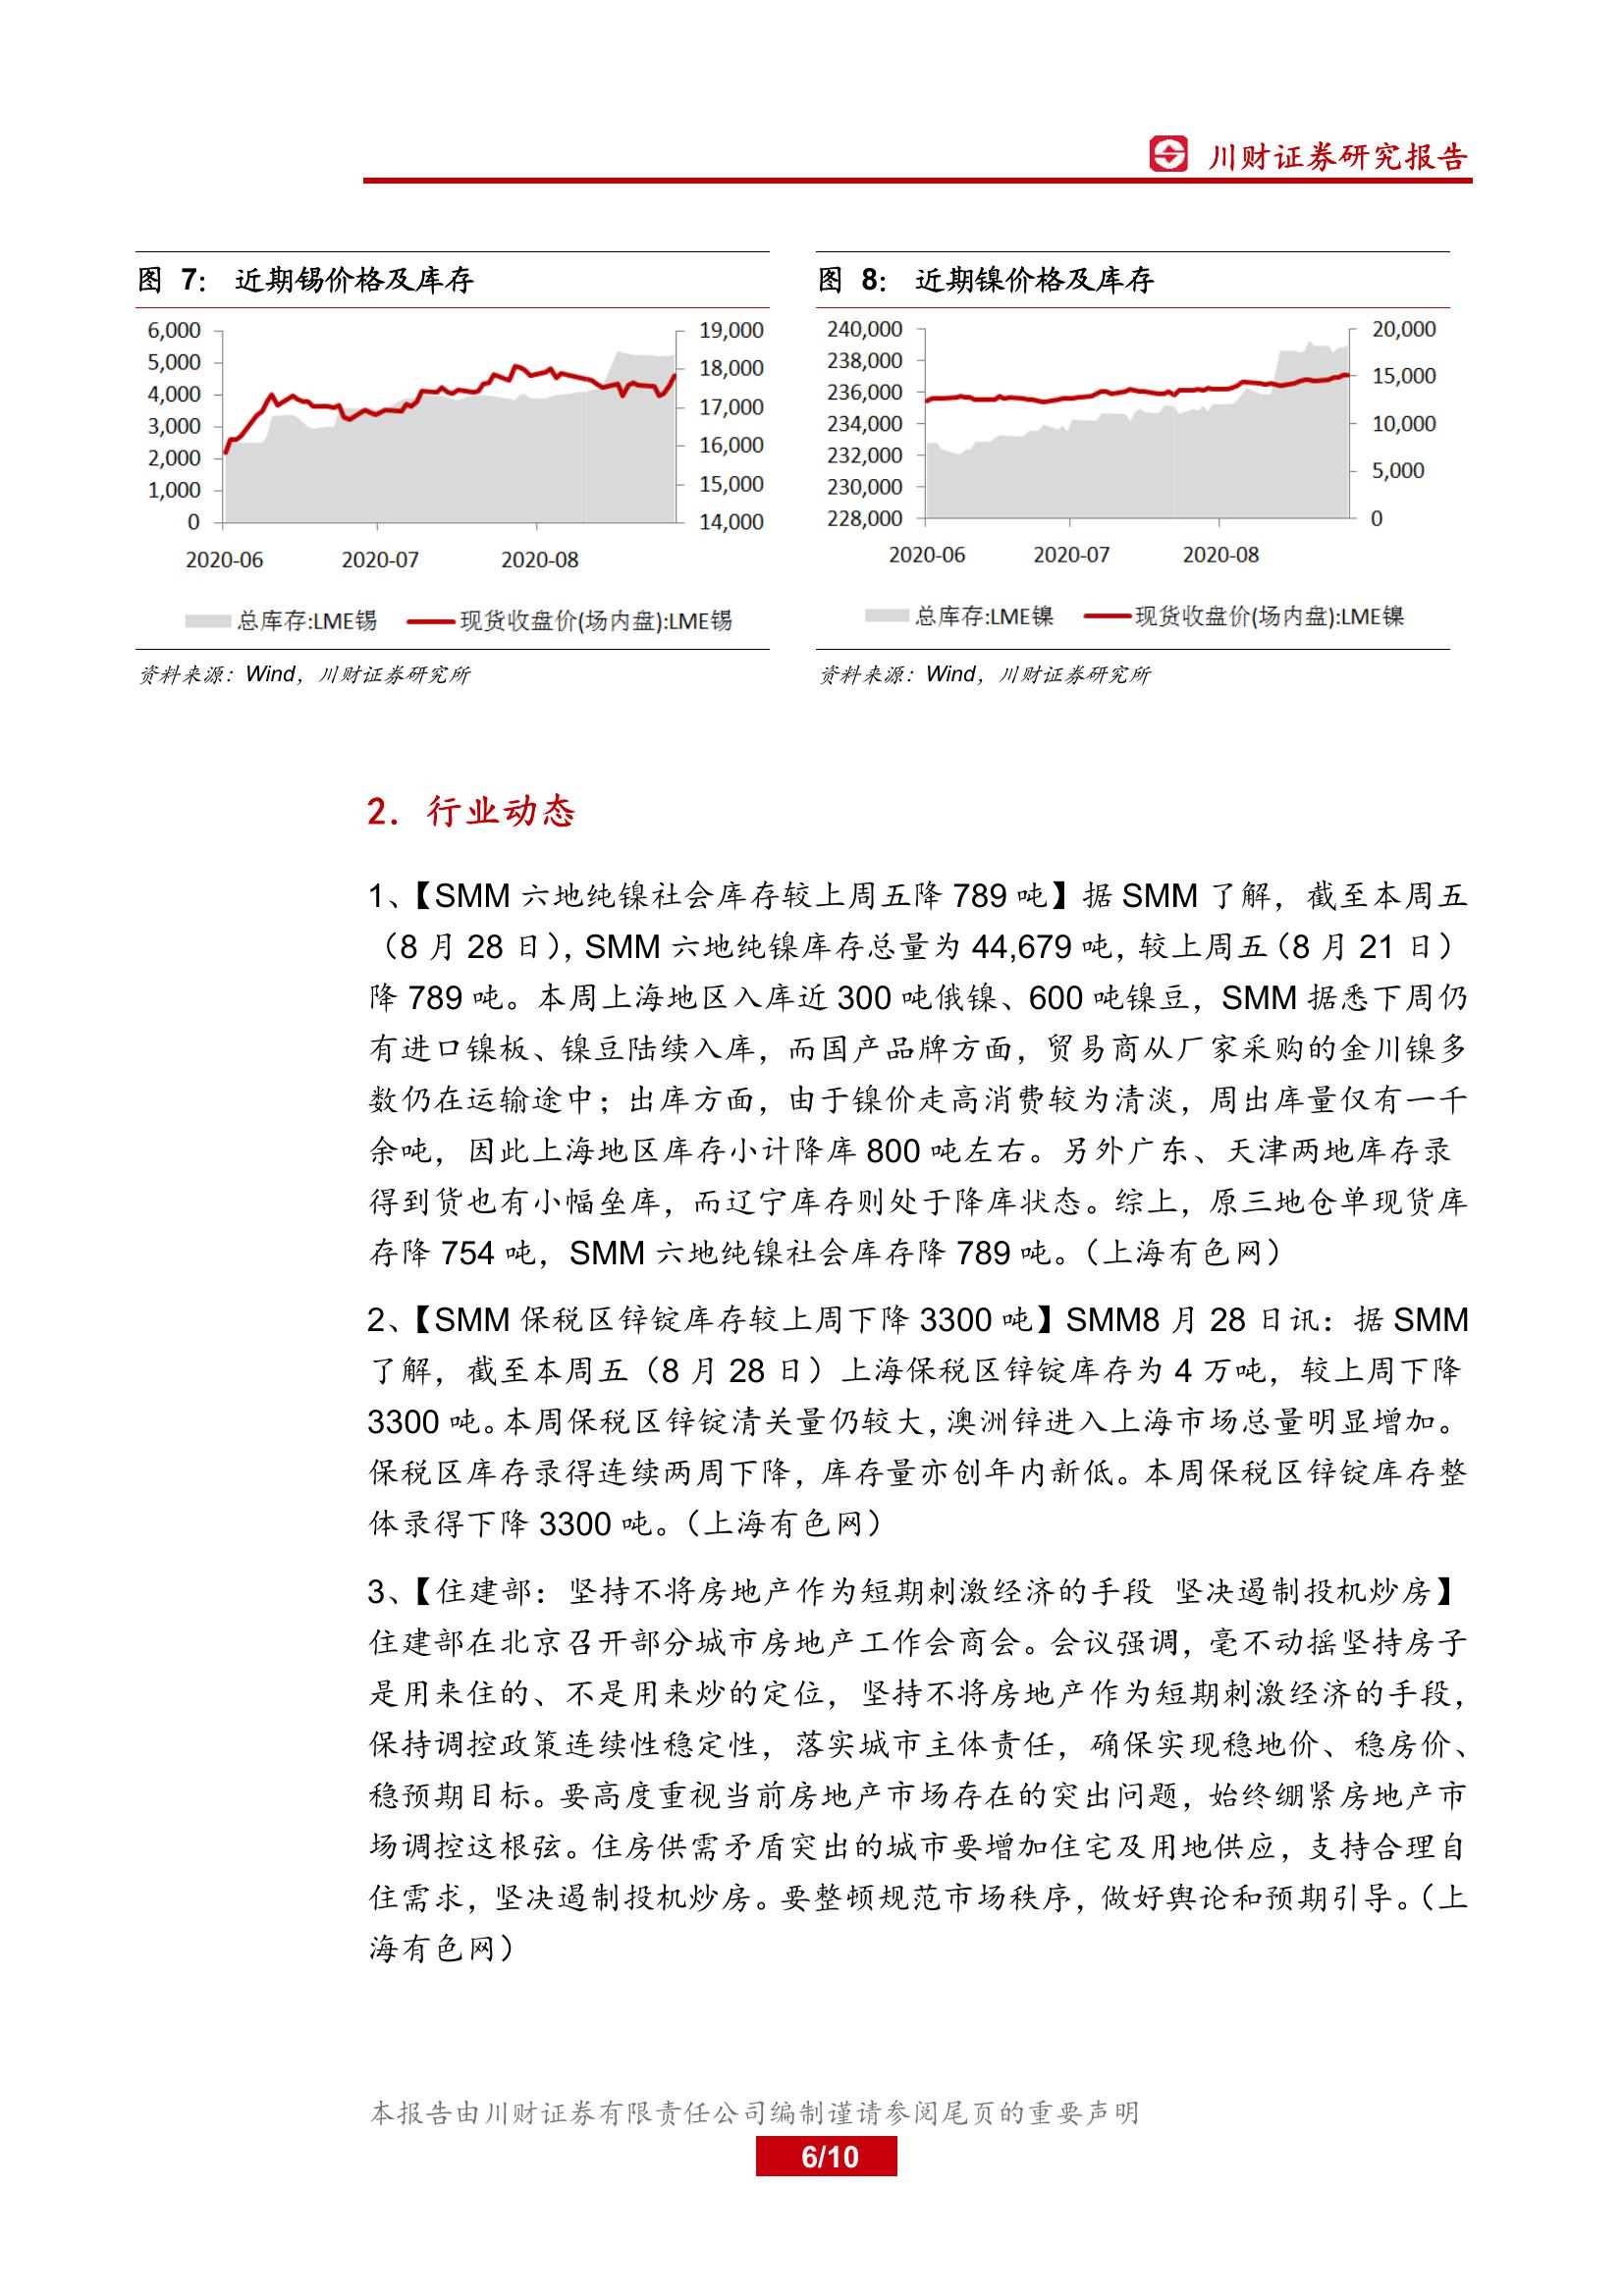 川财证券研究报告
图 7： 近期锡价格及库存
6,000
5,000
4,000
3,000
2,000
1,000
0
19,000
18,000
17,000
16,000
15,000
14,000
2020-06 2020-07 2020-08
总库存:LME锡 现货收盘价(场内盘):LME锡
资料来源：Wind，川财证券研究所
图 8： 近期镍价格及库存
240,000
238,000
236,000
234,000
232,000
230,000
228,000
20,000
15,000
10,000
5,000
0
2020-06 2020-07 2020-08
总库存:LME镍 现货收盘价(场内盘):LME镍
资料来源：Wind，川财证券研究所
2. 行业动态
1、【SMM 六地纯镍社会库存较上周五降 789 吨】据 SMM 了解，截至本周五
（8 月 28 日），SMM 六地纯镍库存总量为 44,679 吨，较上周五（8 月 21 日）
降 789 吨。本周上海地区入库近 300 吨俄镍、600 吨镍豆，SMM 据悉下周仍
有进口镍板、镍豆陆续入库，而国产品牌方面，贸易商从厂家采购的金川镍多
数仍在运输途中；出库方面，由于镍价走高消费较为清淡，周出库量仅有一千
余吨，因此上海地区库存小计降库 800 吨左右。另外广东、天津两地库存录
得到货也有小幅垒库，而辽宁库存则处于降库状态。综上，原三地仓单现货库
存降 754 吨，SMM 六地纯镍社会库存降 789 吨。（上海有色网）
2、【SMM 保税区锌锭库存较上周下降 3300 吨】SMM8 月 28 日讯：据 SMM
了解，截至本周五（8 月 28 日）上海保税区锌锭库存为 4 万吨，较上周下降
3300 吨。本周保税区锌锭清关量仍较大，澳洲锌进入上海市场总量明显增加。
保税区库存录得连续两周下降，库存量亦创年内新低。本周保税区锌锭库存整
体录得下降 3300 吨。（上海有色网）
3、【住建部：坚持不将房地产作为短期刺激经济的手段 坚决遏制投机炒房】
住建部在北京召开部分城市房地产工作会商会。会议强调，毫不动摇坚持房子
是用来住的、不是用来炒的定位，坚持不将房地产作为短期刺激经济的手段，
保持调控政策连续性稳定性，落实城市主体责任，确保实现稳地价、稳房价、
稳预期目标。要高度重视当前房地产市场存在的突出问题，始终绷紧房地产市
场调控这根弦。住房供需矛盾突出的城市要增加住宅及用地供应，支持合理自
住需求，坚决遏制投机炒房。要整顿规范市场秩序，做好舆论和预期引导。（上
海有色网）
本报告由川财证券有限责任公司编制谨请参阅尾页的重要声明
6/10